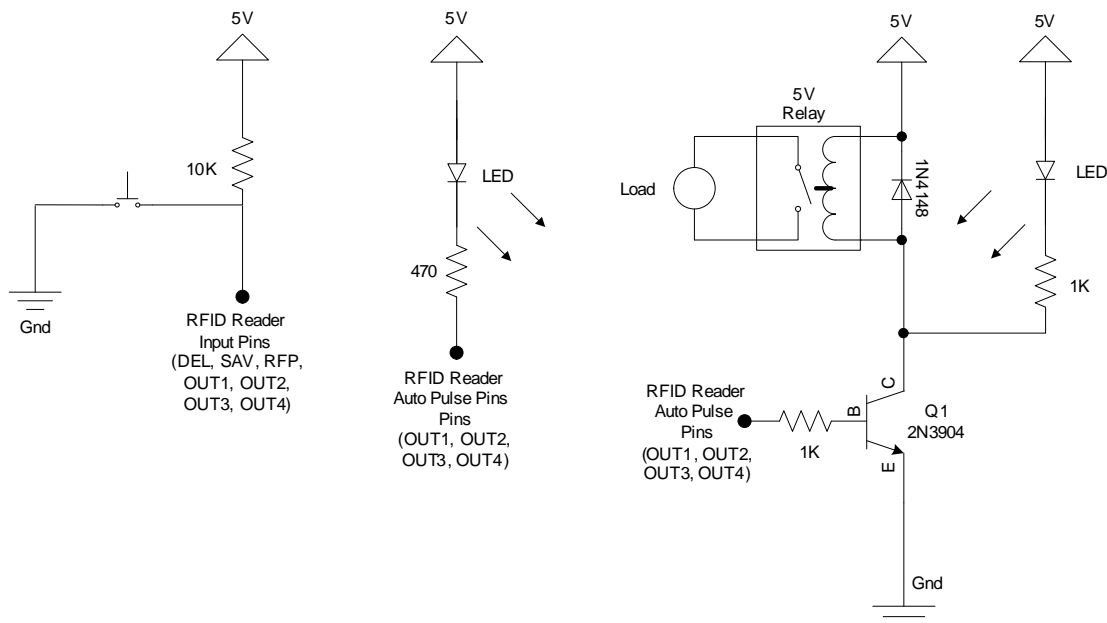 5V
10K
Gnd
RFID Reader
Input Pins
(DEL, SAV, RFP,
OUT1, OUT2,
OUT3, OUT4)
5V
LED
470
RFID Reader
Auto Pulse Pins
Pins
(OUT1, OUT2,
OUT3, OUT4)
5V
5V
5V
Relay
Load
1N4148
LED
1K
RFID Reader
Auto Pulse
Pins
(OUT1, OUT2,
OUT3, OUT4)
1K
B
C
E
Q1
2N3904
Gnd